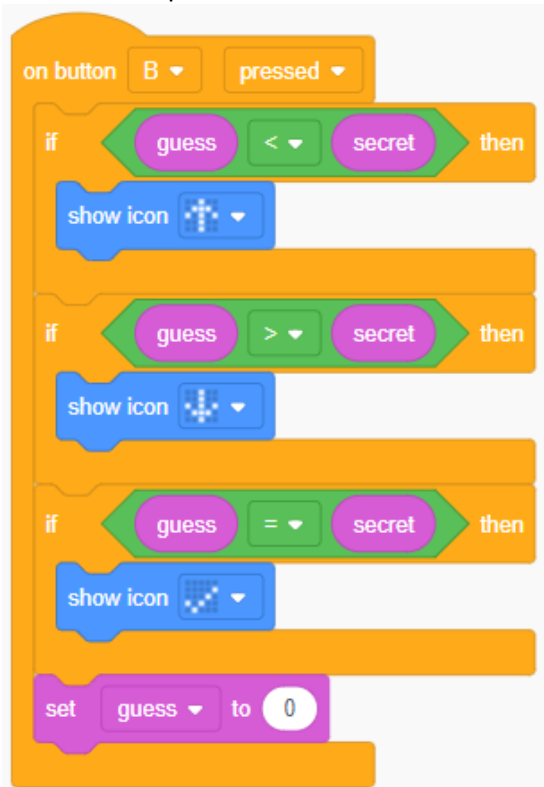 on button B pressed
if guess < secret then
show icon
if guess > secret then
show icon
if guess = secret then
show icon
set guess to 0